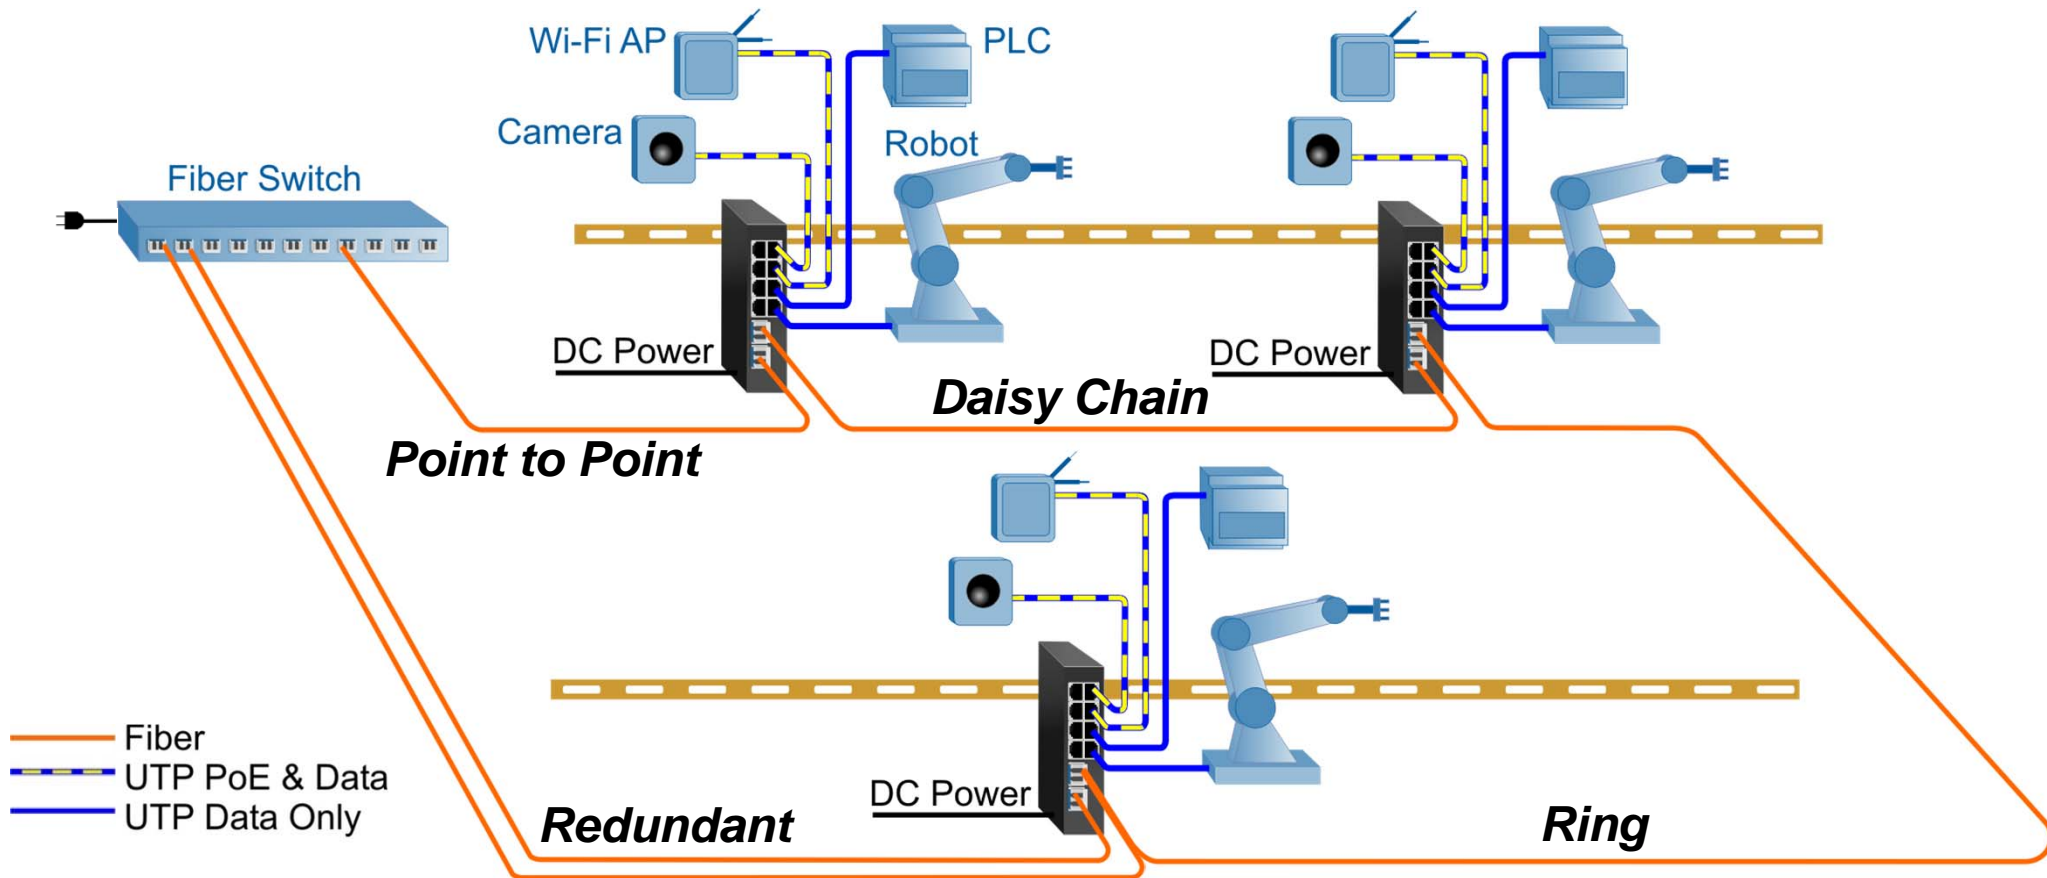 Wi-Fi AP
PLC
Camera
Robot
Fiber Switch
DC Power
DC Power
Daisy Chain
Point to Point
Fiber
UTP PoE & Data
UTP Data Only
DC Power
Redundant
Ring